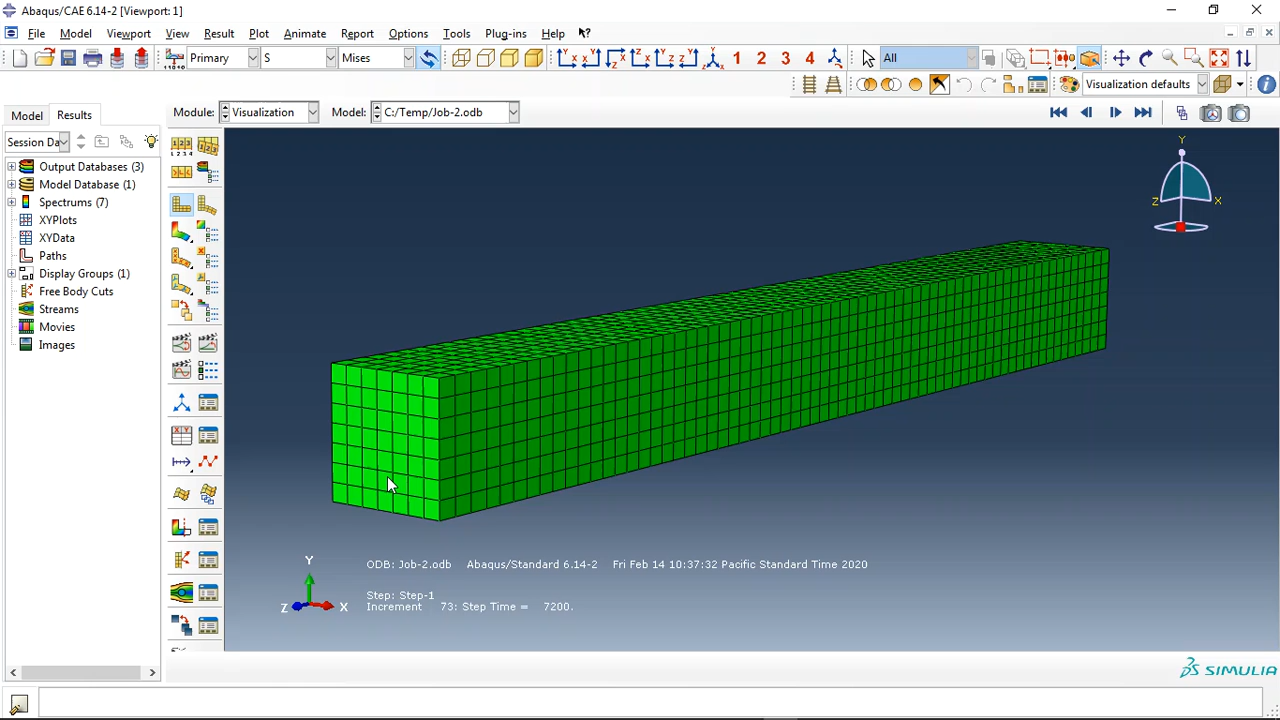 Abaqus/CAE 6.14-2 [Viewport: 1]
File Model Viewport View Result Plot Animate Report Options Tools Plug-ins Help
Primary S Mises 1 2 3 4 All
Visualization defaults
Model Results Module: Visualization Model: C:/Temp/Job-2.odb
Session Da
Output Databases (3)
Model Database (1)
Spectrums (7)
XYPlots
XYData
Paths
Display Groups (1)
Free Body Cuts
Streams
Movies
Images
Y
Z X
ODB: Job-2.odb Abaqus/Standard 6.14-2 Fri Feb 14 10:37:32 Pacific Standard Time 2020
Step: Step-1
Increment 73: Step Time = 7200.
Y
Z X
SIMULIA